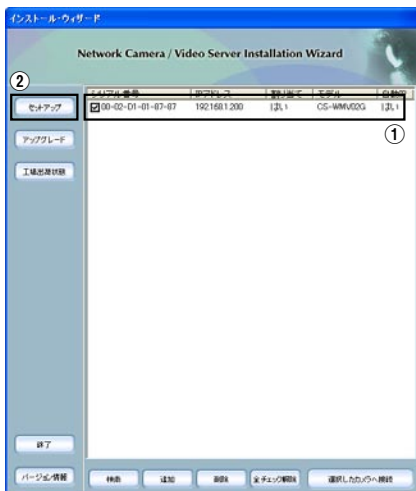 インストール・ウィザード
Network Camera / Video Server Installation Wizard
②
シリアル番号 IPアドレス 割り当て モデル
セットアップ
00-02-D1-01-87-87 192.168.1.200 はい CS-WMV02G はい
①
アップグレード
工場出荷状態
終了
バージョン情報 検索 追加 削除 全チェック解除 選択したカメラへ接続